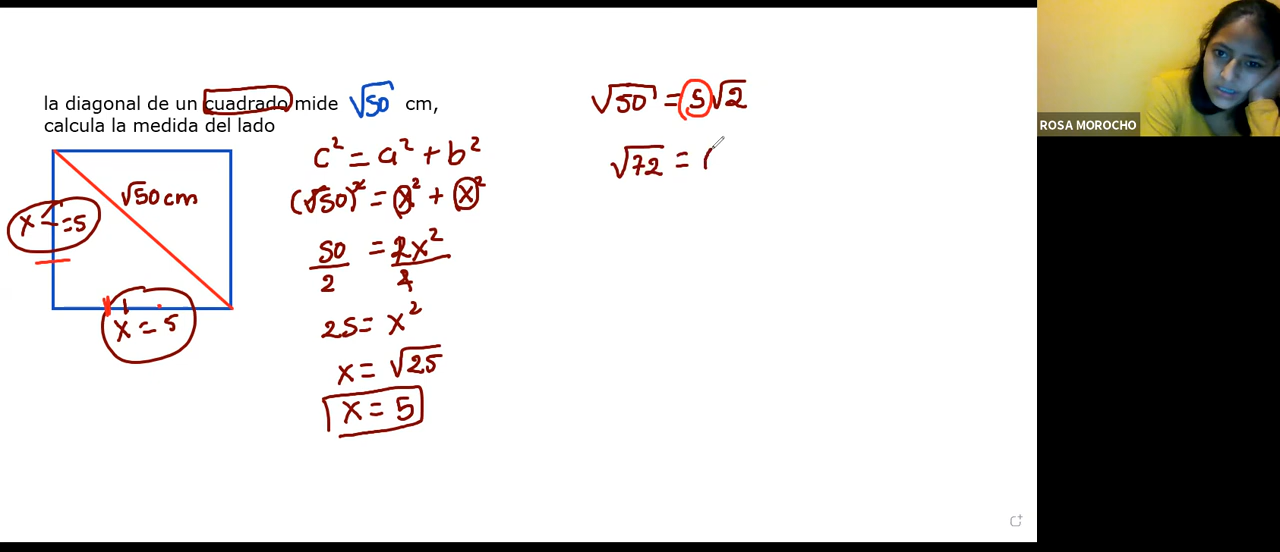 la diagonal de un cuadrado mide √50 cm,
calcula la medida del lado
√50 cm
x = 5
x = 5
c² = a² + b²
(√50)² = x² + x²
50/2 = 2x²/2
25 = x²
x = √25
x = 5
√50 = 5√2
√72 =
ROSA MOROCHO